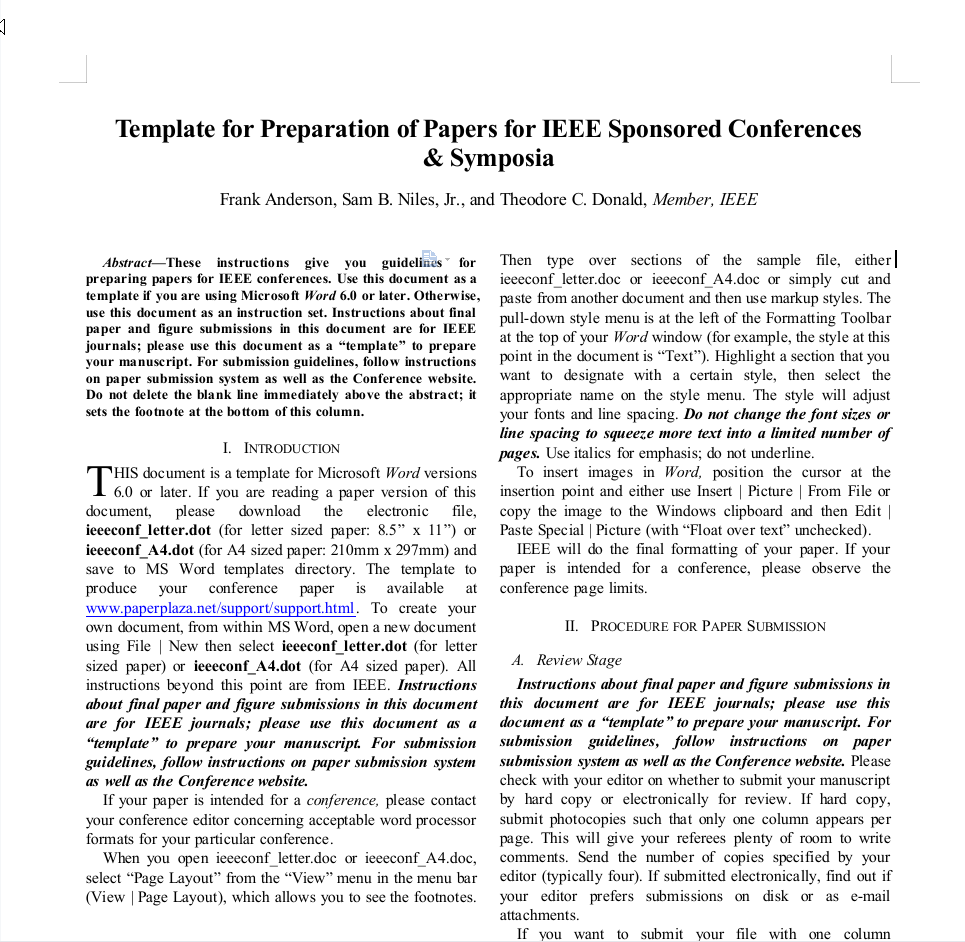 Template for Preparation of Papers for IEEE Sponsored Conferences
& Symposia
Frank Anderson, Sam B. Niles, Jr., and Theodore C. Donald, Member, IEEE
Abstract—These instructions give you guidelines for
preparing papers for IEEE conferences. Use this document as a
template if you are using Microsoft Word 6.0 or later. Otherwise,
use this document as an instruction set. Instructions about final
paper and figure submissions in this document are for IEEE
journals; please use this document as a “template” to prepare
your manuscript. For submission guidelines, follow instructions
on paper submission system as well as the Conference website.
Do not delete the blank line immediately above the abstract; it
sets the footnote at the bottom of this column.
I. INTRODUCTION
THIS document is a template for Microsoft Word versions
6.0 or later. If you are reading a paper version of this
document, please download the electronic file,
ieeeconf_letter.dot (for letter sized paper: 8.5” x 11”) or
ieeeconf_A4.dot (for A4 sized paper: 210mm x 297mm) and
save to MS Word templates directory. The template to
produce your conference paper is available at
www.paperplaza.net/support/support.html. To create your
own document, from within MS Word, open a new document
using File | New then select ieeeconf_letter.dot (for letter
sized paper) or ieeeconf_A4.dot (for A4 sized paper). All
instructions beyond this point are from IEEE. Instructions
about final paper and figure submissions in this document
are for IEEE journals; please use this document as a
“template” to prepare your manuscript. For submission
guidelines, follow instructions on paper submission system
as well as the Conference website.
If your paper is intended for a conference, please contact
your conference editor concerning acceptable word processor
formats for your particular conference.
When you open ieeeconf_letter.doc or ieeeconf_A4.doc,
select “Page Layout” from the “View” menu in the menu bar
(View | Page Layout), which allows you to see the footnotes.
Then type over sections of the sample file, either
ieeeconf_letter.doc or ieeeconf_A4.doc or simply cut and
paste from another document and then use markup styles. The
pull-down style menu is at the left of the Formatting Toolbar
at the top of your Word window (for example, the style at this
point in the document is “Text”). Highlight a section that you
want to designate with a certain style, then select the
appropriate name on the style menu. The style will adjust
your fonts and line spacing. Do not change the font sizes or
line spacing to squeeze more text into a limited number of
pages. Use italics for emphasis; do not underline.
To insert images in Word, position the cursor at the
insertion point and either use Insert | Picture | From File or
copy the image to the Windows clipboard and then Edit |
Paste Special | Picture (with “Float over text” unchecked).
IEEE will do the final formatting of your paper. If your
paper is intended for a conference, please observe the
conference page limits.
II. PROCEDURE FOR PAPER SUBMISSION
A. Review Stage
Instructions about final paper and figure submissions in
this document are for IEEE journals; please use this
document as a “template” to prepare your manuscript. For
submission guidelines, follow instructions on paper
submission system as well as the Conference website. Please
check with your editor on whether to submit your manuscript
by hard copy or electronically for review. If hard copy,
submit photocopies such that only one column appears per
page. This will give your referees plenty of room to write
comments. Send the number of copies specified by your
editor (typically four). If submitted electronically, find out if
your editor prefers submissions on disk or as e-mail
attachments.
If you want to submit your file with one column